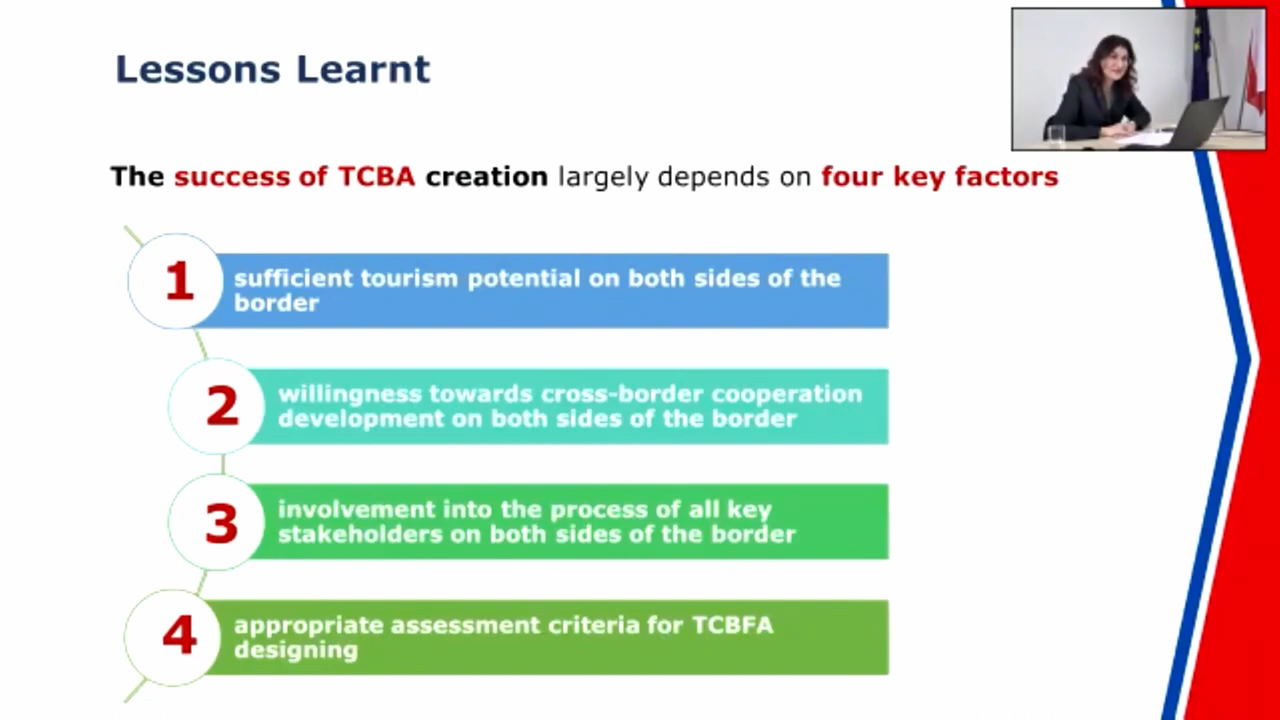 Lessons Learnt
The success of TCBA creation largely depends on four key factors
1
sufficient tourism potential on both sides of the
border
2
willingness towards cross-border cooperation
development on both sides of the border
3
involvement into the process of all key
stakeholders on both sides of the border
4
appropriate assessment criteria for TCBFA
designing